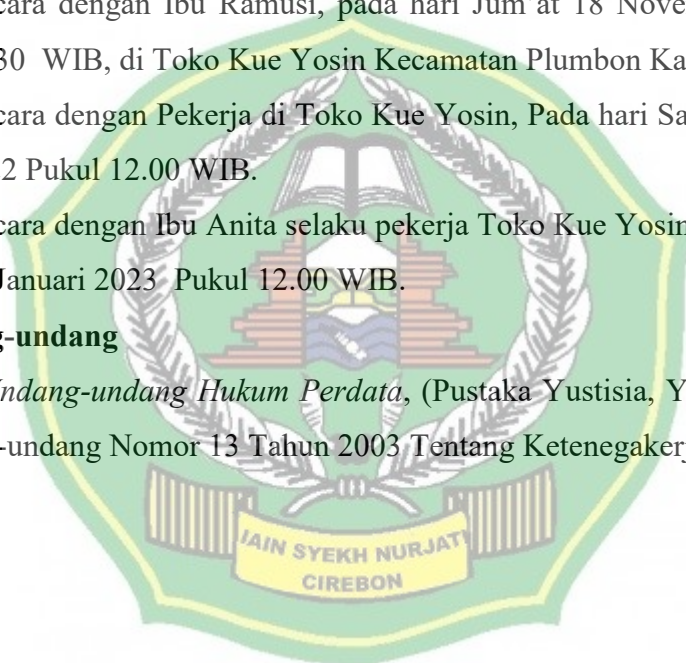 cara dengan Ibu Ramusi, pada hari Jum’at 18 Nove
30 WIB, di Toko Kue Yosin Kecamatan Plumbon Ka
cara dengan Pekerja di Toko Kue Yosin, Pada hari Sa
2 Pukul 12.00 WIB.
cara dengan Ibu Anita selaku pekerja Toko Kue Yosin
Januari 2023 Pukul 12.00 WIB.
g-undang
ndang-undang Hukum Perdata, (Pustaka Yustisia, Y
-undang Nomor 13 Tahun 2003 Tentang Ketenegakerj
IAIN SYEKH NURJATI
CIREBON